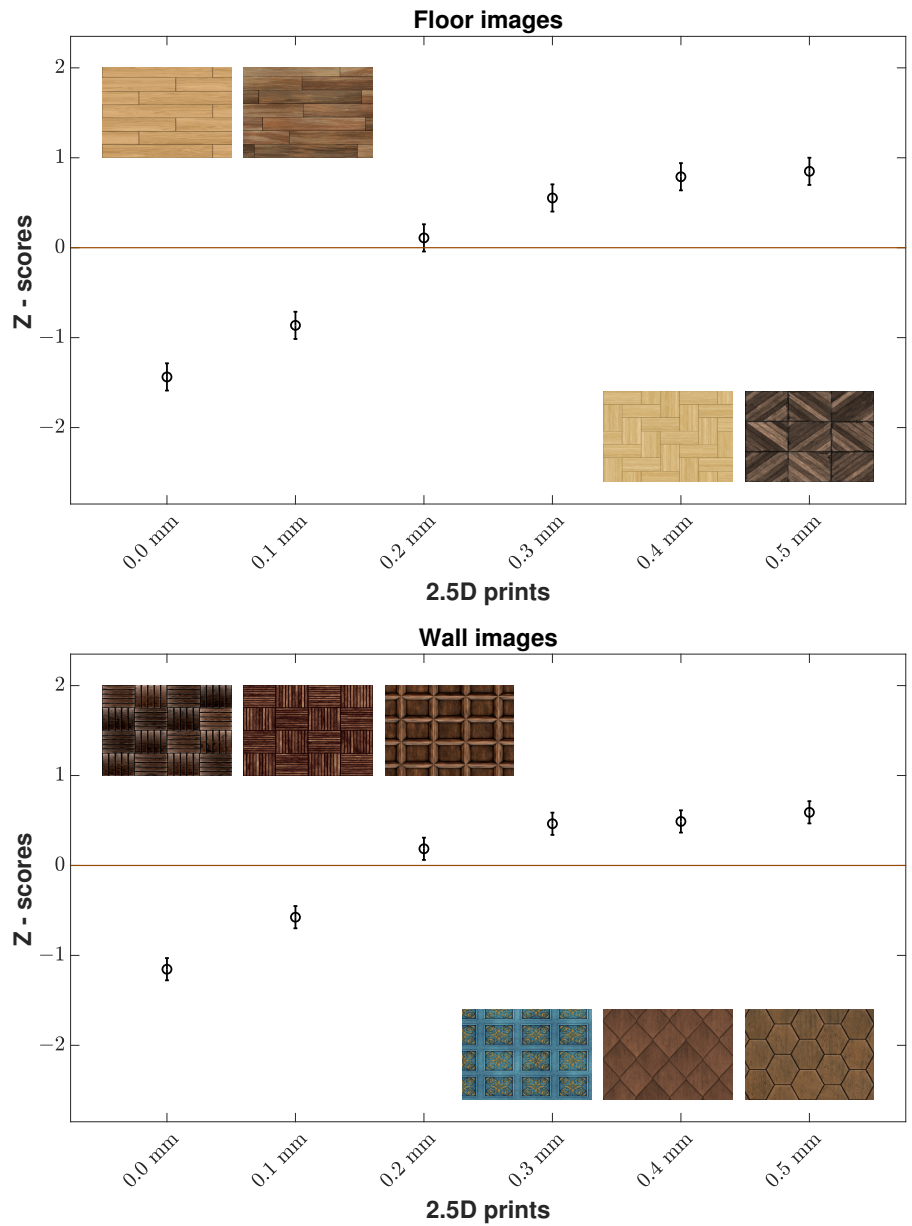 Floor images
2
1
0
−1
−2
Z - scores
0.0 mm
0.1 mm
0.2 mm
0.3 mm
0.4 mm
0.5 mm
2.5D prints
Wall images
2
1
0
−1
−2
Z - scores
0.0 mm
0.1 mm
0.2 mm
0.3 mm
0.4 mm
0.5 mm
2.5D prints